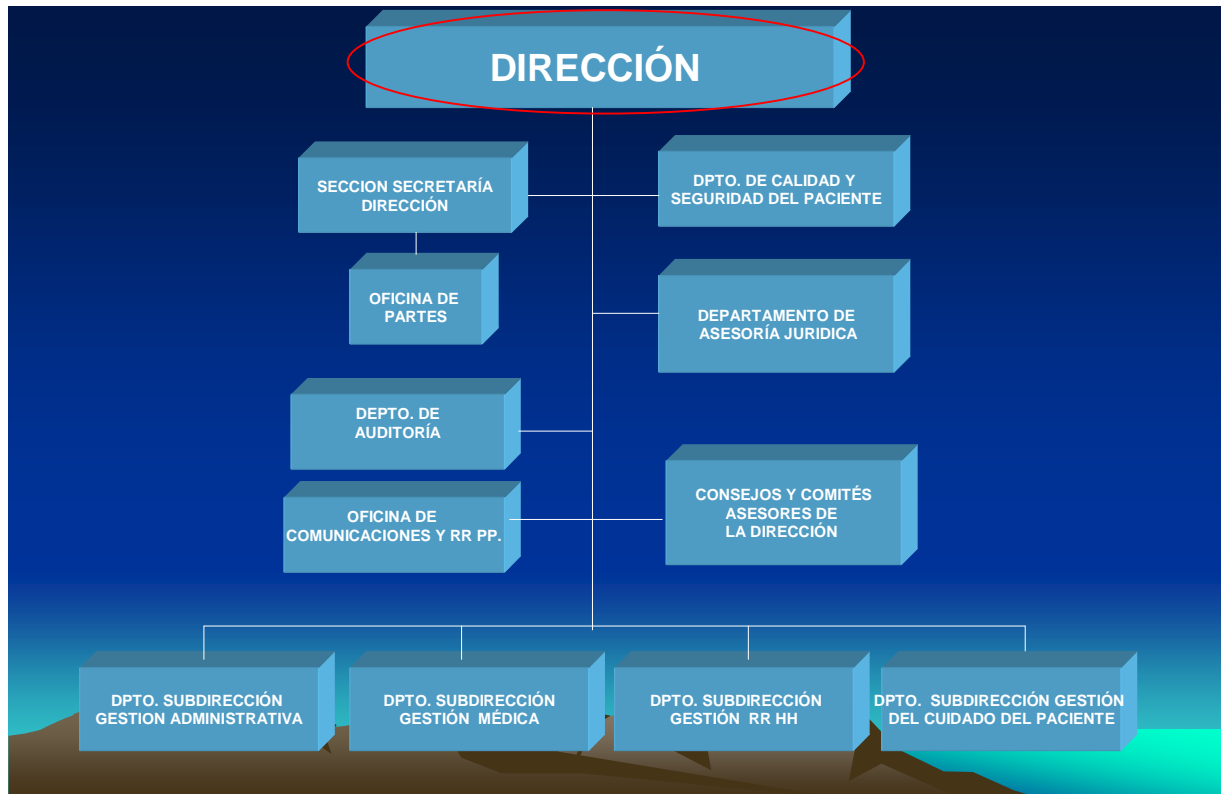 DIRECCIÓN
SECCION SECRETARÍA
DIRECCIÓN
DPTO. DE CALIDAD Y
SEGURIDAD DEL PACIENTE
OFICINA DE
PARTES
DEPARTAMENTO DE
ASESORÍA JURIDICA
DEPTO. DE
AUDITORÍA
OFICINA DE
COMUNICACIONES Y RR PP.
CONSEJOS Y COMITÉS
ASESORES DE
LA DIRECCIÓN
DPTO. SUBDIRECCIÓN
GESTION ADMINISTRATIVA
DPTO. SUBDIRECCIÓN
GESTIÓN MÉDICA
DPTO. SUBDIRECCIÓN
GESTIÓN RR HH
DPTO. SUBDIRECCIÓN GESTIÓN
DEL CUIDADO DEL PACIENTE